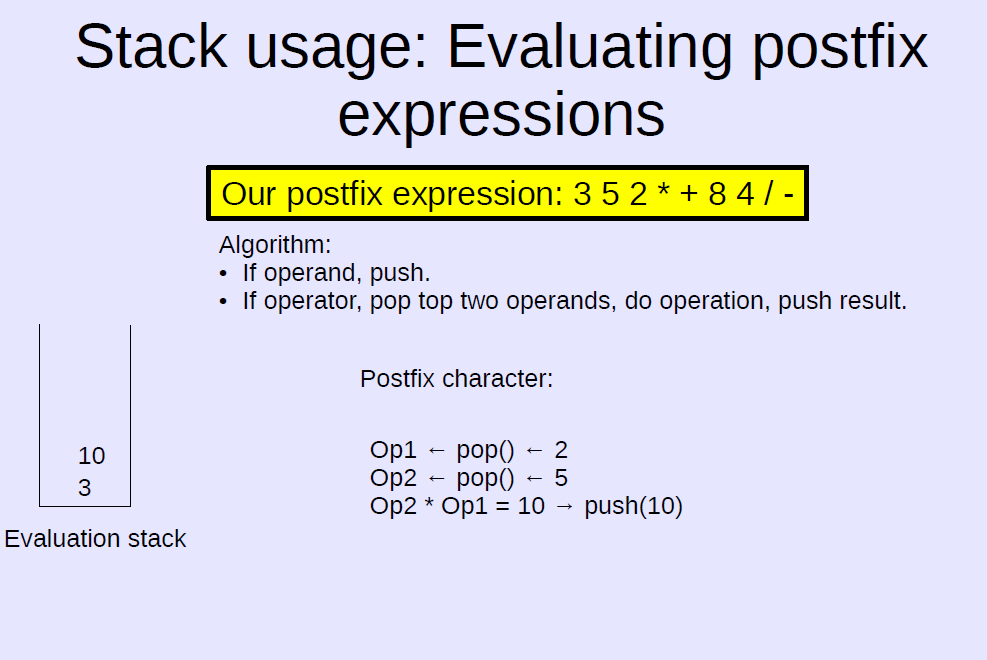 Stack usage: Evaluating postfix
expressions
Our postfix expression: 3 5 2 * + 8 4 / -
Algorithm:
• If operand, push.
• If operator, pop top two operands, do operation, push result.
Postfix character:
Op1 ← pop() ← 2
Op2 ← pop() ← 5
Op2 * Op1 = 10 → push(10)
10
3
Evaluation stack